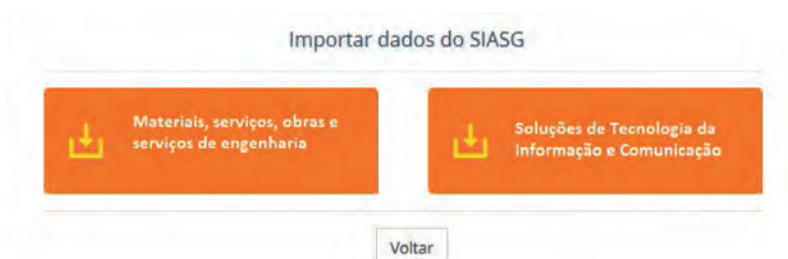 Importar dados do SIASG
Materiais, serviços, obras e
serviços de engenharia
Soluções de Tecnologia da
Informação e Comunicação
Voltar